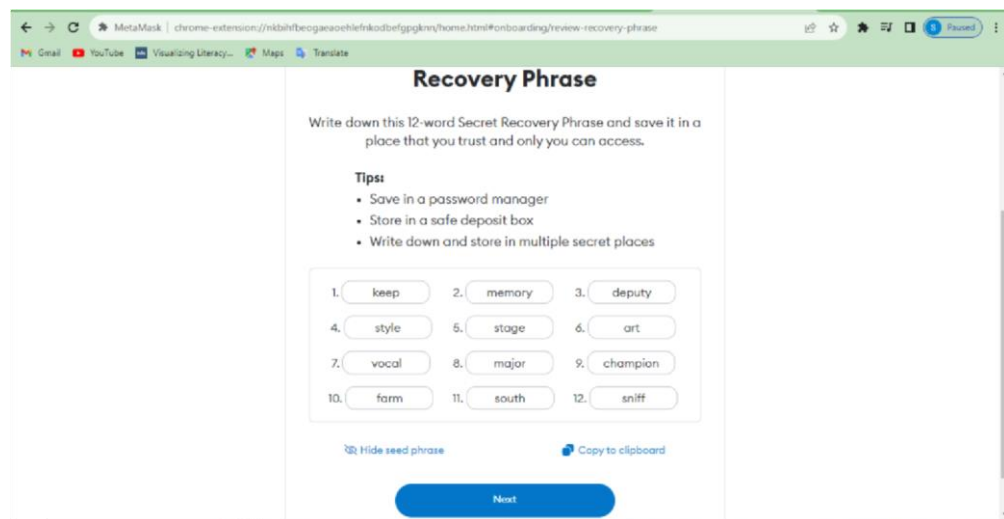 MetaMask | chrome-extension://nkbihfbeogaeaoehlefnkodbefgpgknn/home.html#onboarding/review-recovery-phrase
S Paused
Gmail YouTube Visualizing Literacy... Maps Translate
Recovery Phrase
Write down this 12-word Secret Recovery Phrase and save it in a
place that you trust and only you can access.
Tips:
• Save in a password manager
• Store in a safe deposit box
• Write down and store in multiple secret places
1. keep 2. memory 3. deputy
4. style 5. stage 6. art
7. vocal 8. major 9. champion
10. farm 11. south 12. sniff
Hide seed phrase Copy to clipboard
Next